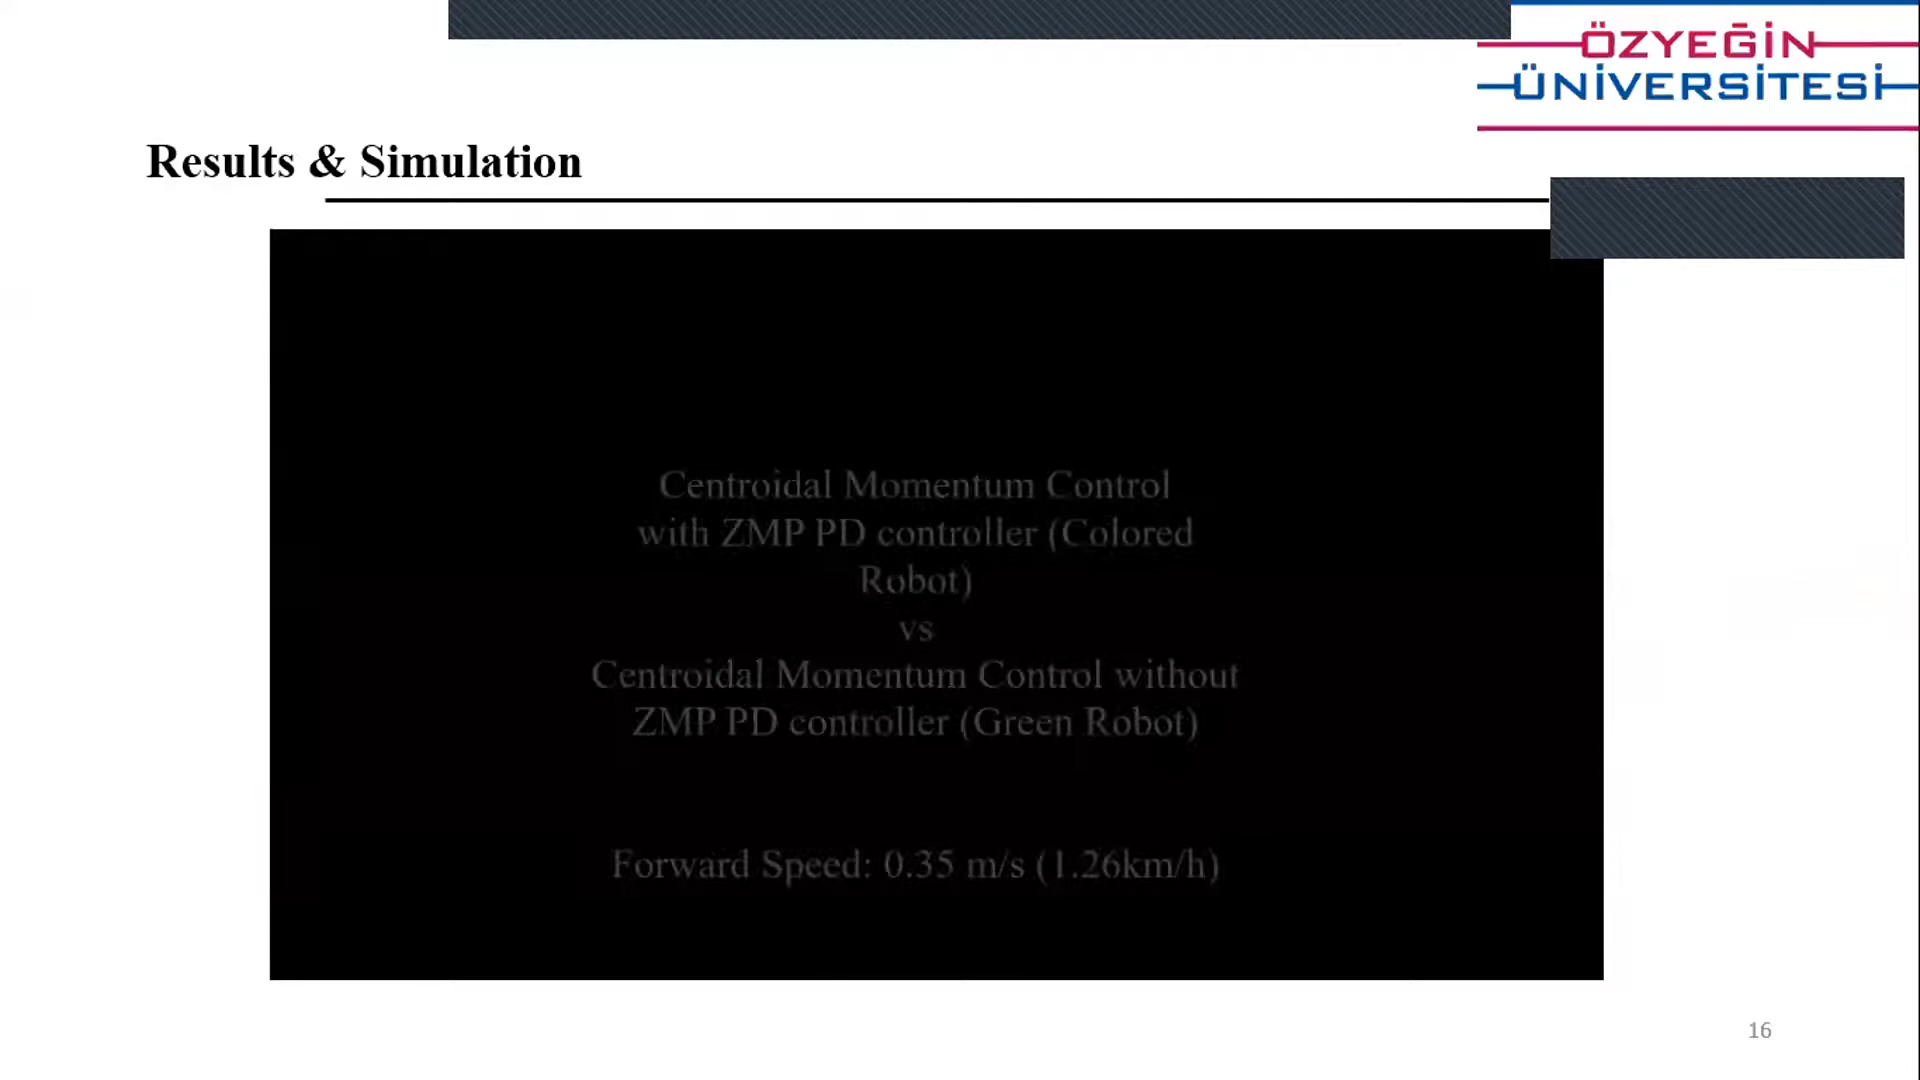 ÖZYEĞİN
ÜNİVERSİTESİ
Results & Simulation
Centroidal Momentum Control
with ZMP PD controller (Colored
Robot)
vs
Centroidal Momentum Control without
ZMP PD controller (Green Robot)
Forward Speed: 0.35 m/s (1.26km/h)
16